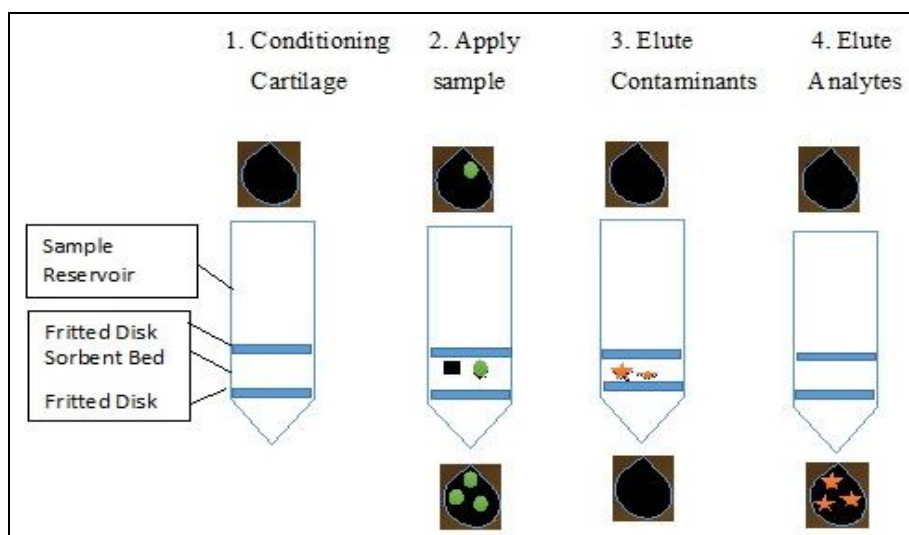 1. Conditioning
Cartilage
2. Apply
sample
3. Elute
Contaminants
4. Elute
Analytes
Sample
Reservoir
Fritted Disk
Sorbent Bed
Fritted Disk